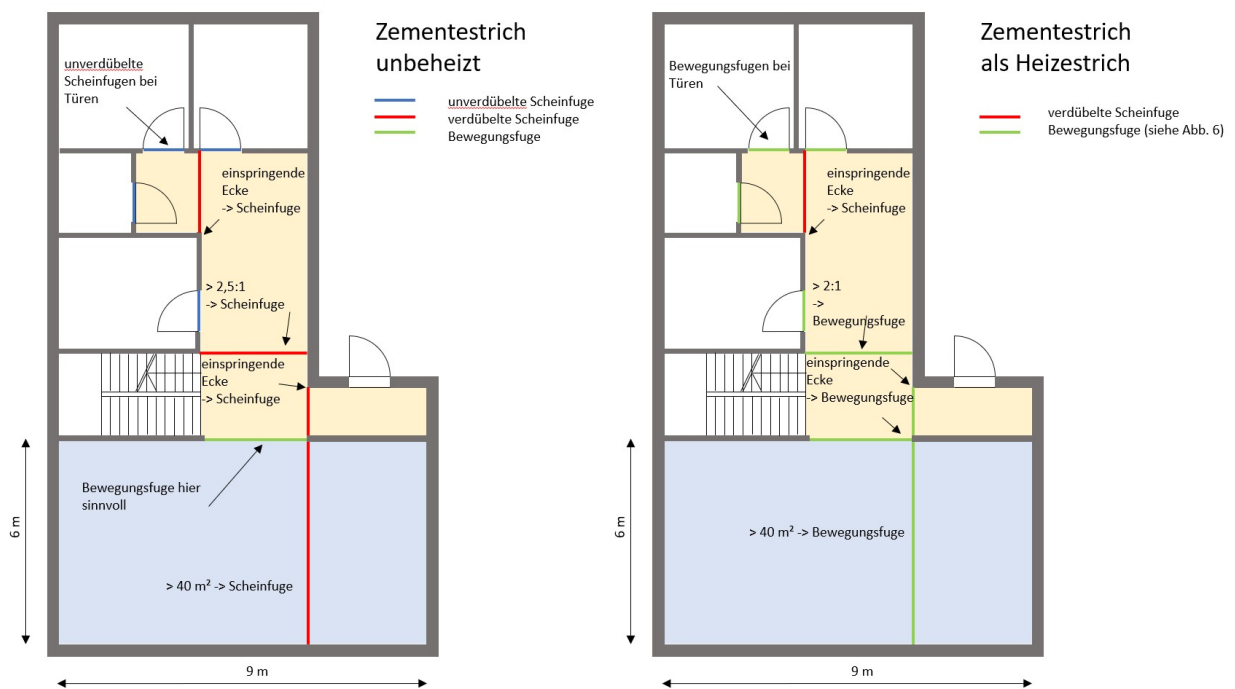 Zementestrich
unbeheizt
unverdübelte Scheinfuge
verdübelte Scheinfuge
Bewegungsfuge
unverdübelte
Scheinfugen bei
Türen
einspringende
Ecke
-> Scheinfuge
> 2,5:1
-> Scheinfuge
einspringende
Ecke
-> Scheinfuge
Bewegungsfuge hier
sinnvoll
> 40 m² -> Scheinfuge
6 m
9 m
Zementestrich
als Heizestrich
verdübelte Scheinfuge
Bewegungsfuge (siehe Abb. 6)
Bewegungsfugen bei
Türen
einspringende
Ecke
-> Scheinfuge
> 2:1
->
Bewegungsfuge
einspringende
Ecke
-> Bewegungsfuge
> 40 m² -> Bewegungsfuge
6 m
9 m